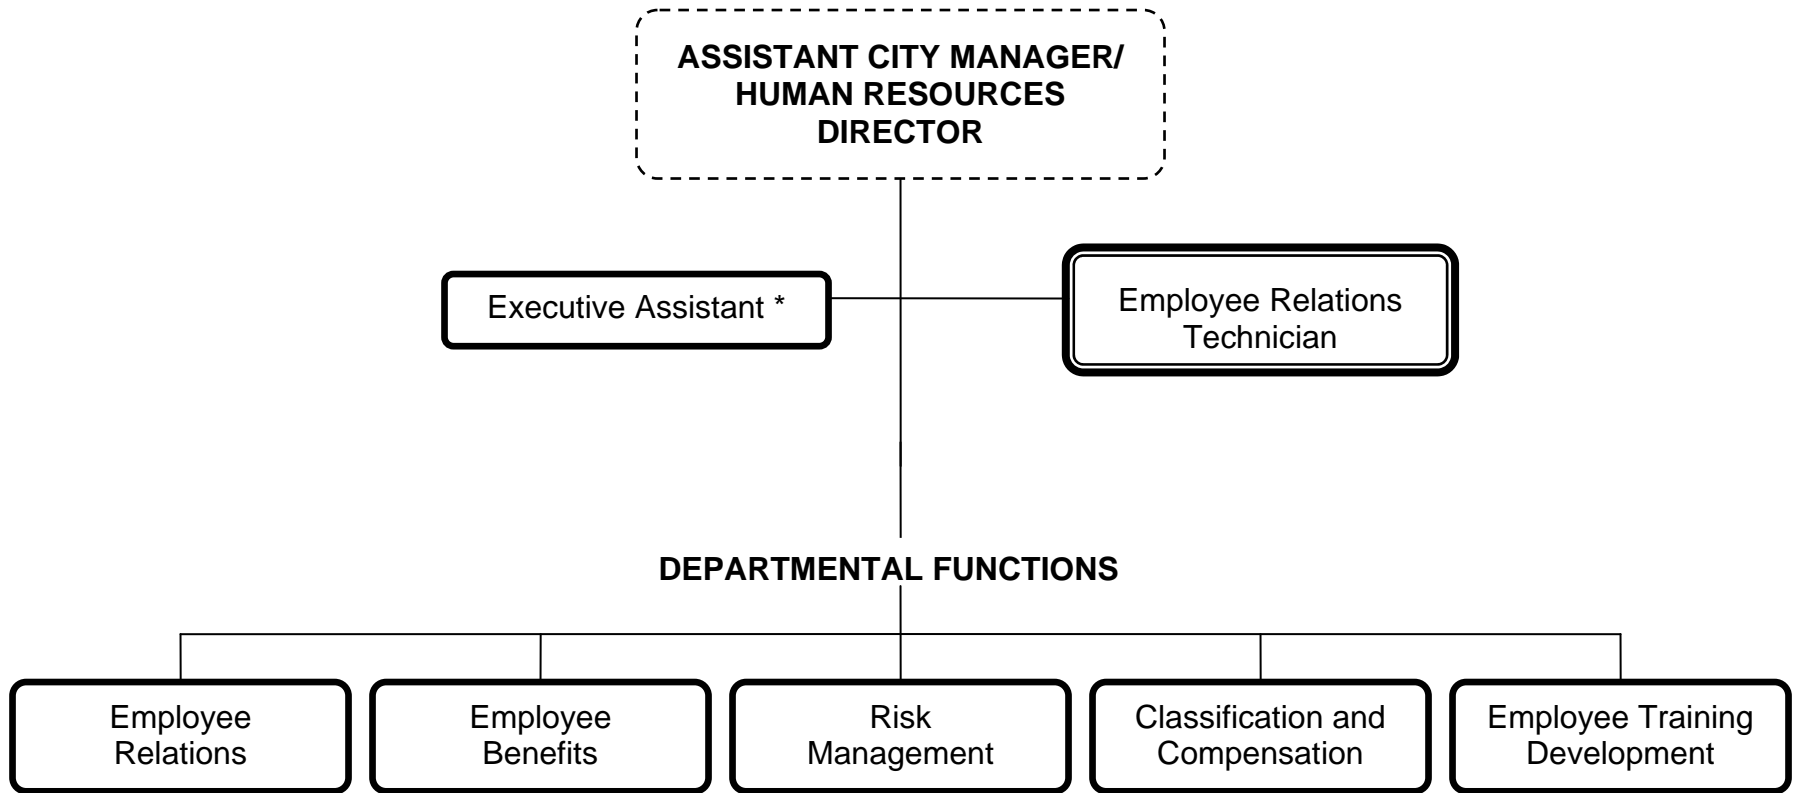 ASSISTANT CITY MANAGER/
HUMAN RESOURCES
DIRECTOR
Executive Assistant *
Employee Relations
Technician
DEPARTMENTAL FUNCTIONS
Employee
Relations
Employee
Benefits
Risk
Management
Classification and
Compensation
Employee Training
Development